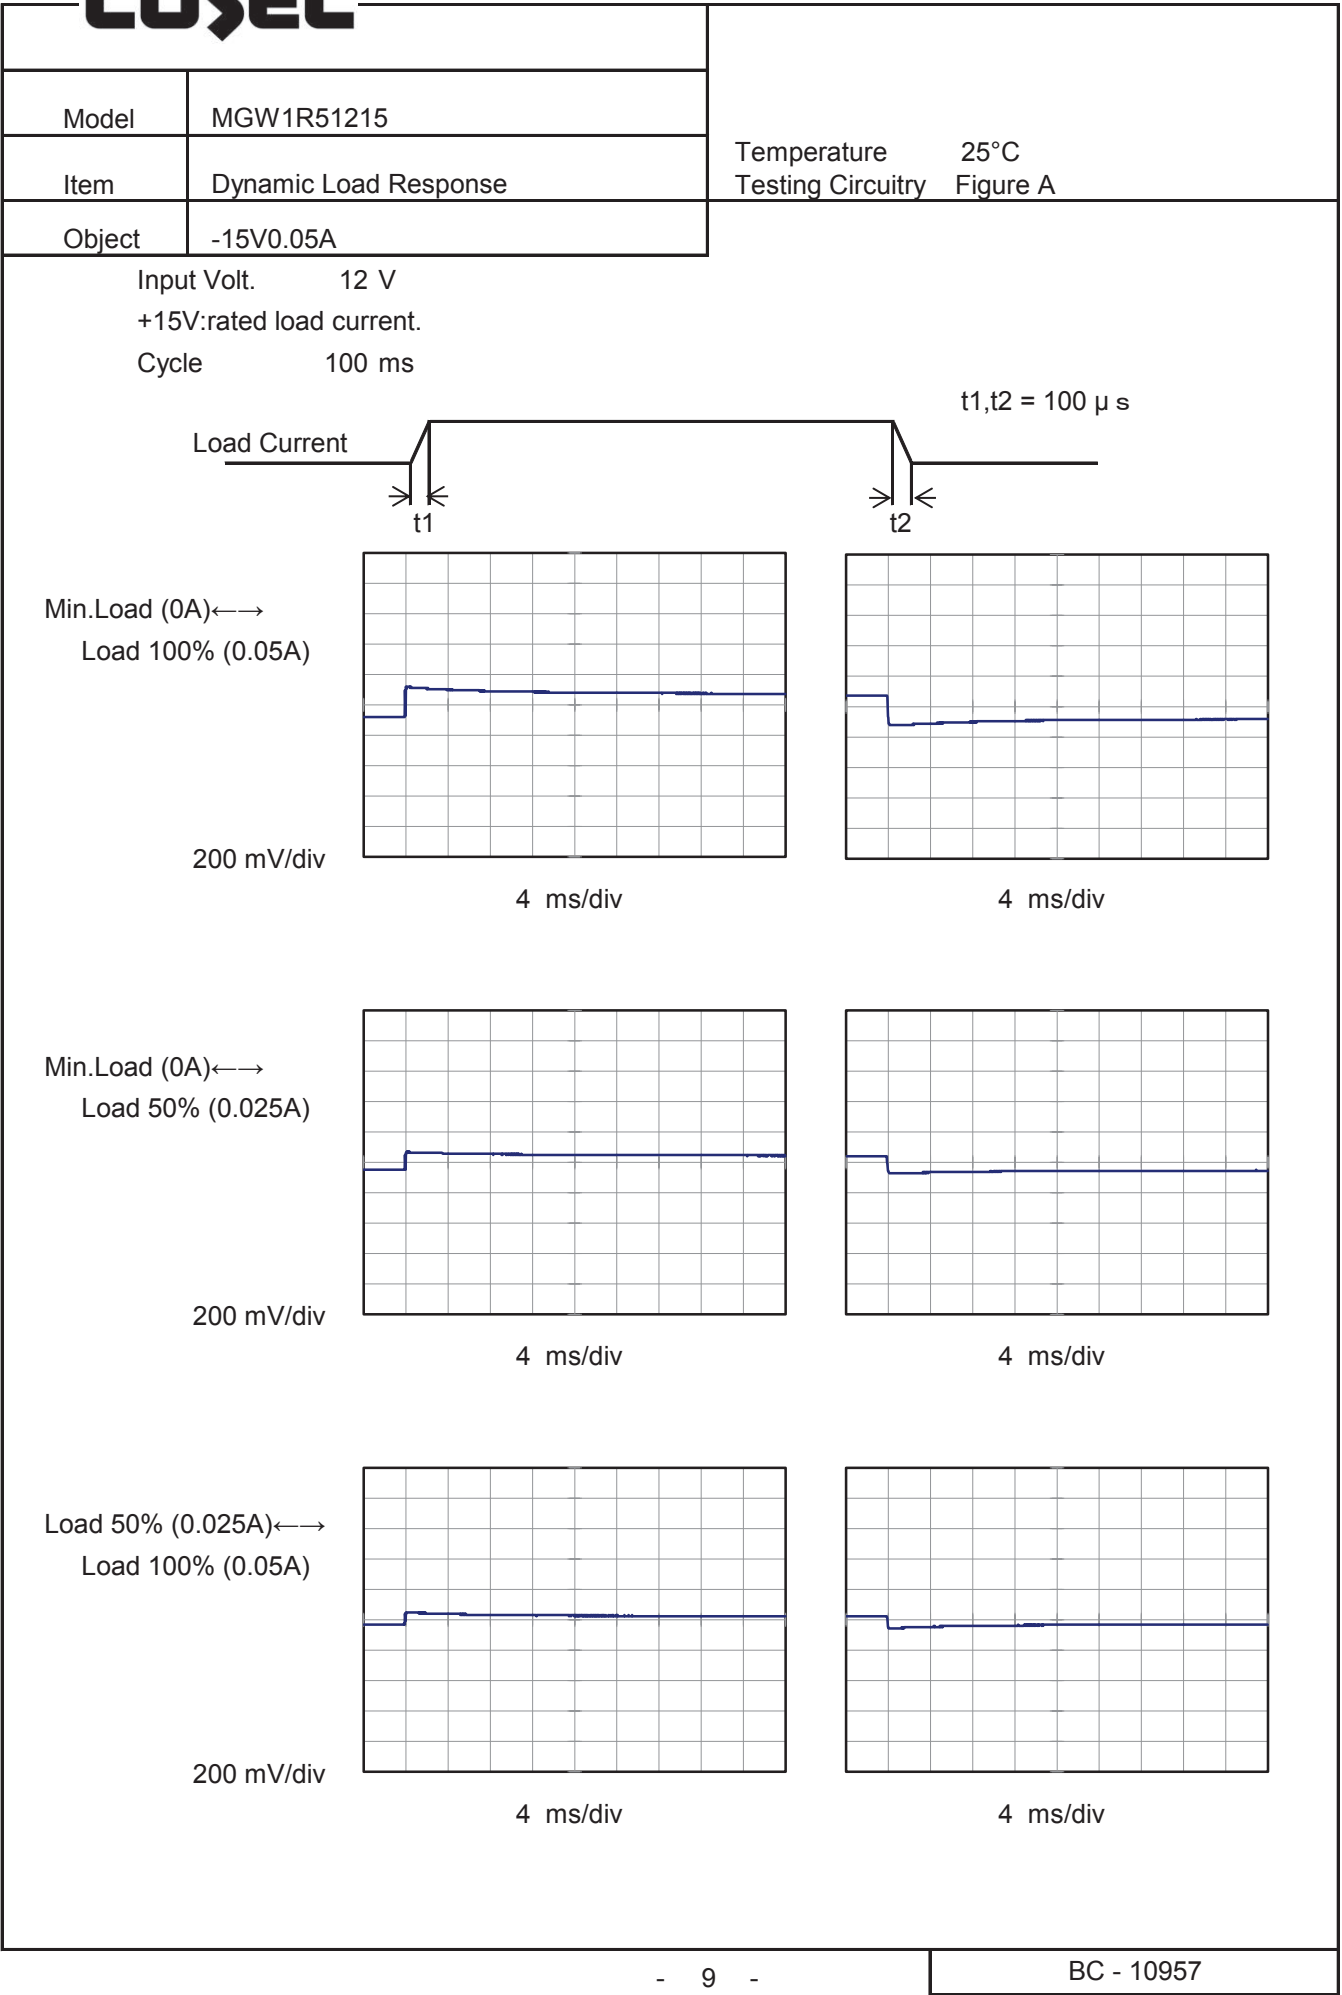 COSEL
Model MGW1R51215
Item Dynamic Load Response
Object -15V0.05A
Temperature 25°C
Testing Circuitry Figure A
Input Volt. 12 V
+15V:rated load current.
Cycle 100 ms
t1,t2 = 100 μ s
Load Current
t1 t2
Min.Load (0A)←→
Load 100% (0.05A)
200 mV/div
4 ms/div 4 ms/div
Min.Load (0A)←→
Load 50% (0.025A)
200 mV/div
4 ms/div 4 ms/div
Load 50% (0.025A)←→
Load 100% (0.05A)
200 mV/div
4 ms/div 4 ms/div
- 9 -
BC - 10957